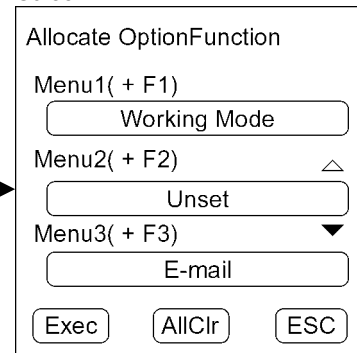 Allocate OptionFunction
Menu1( + F1)
Working Mode
Menu2( + F2)
Unset
Menu3( + F3)
E-mail
Exec AllClr ESC